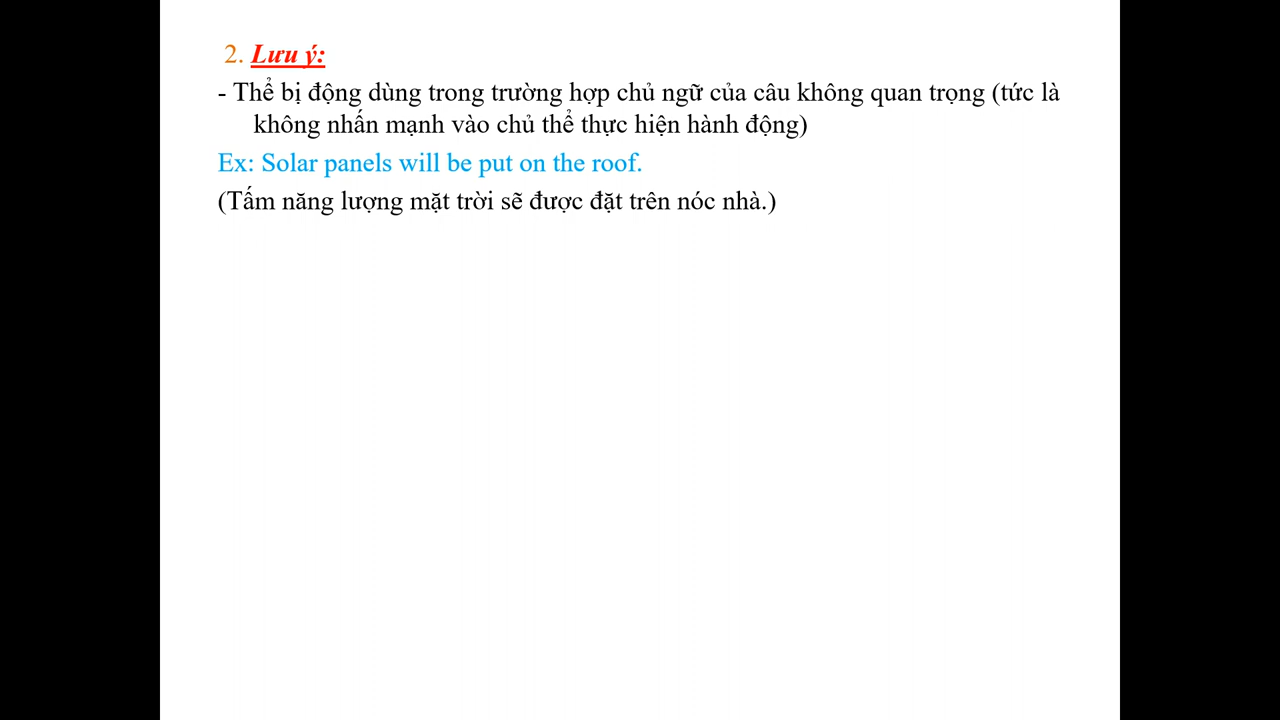 2. Lưu ý:
- Thể bị động dùng trong trường hợp chủ ngữ của câu không quan trọng (tức là
không nhấn mạnh vào chủ thể thực hiện hành động)
Ex: Solar panels will be put on the roof.
(Tấm năng lượng mặt trời sẽ được đặt trên nóc nhà.)